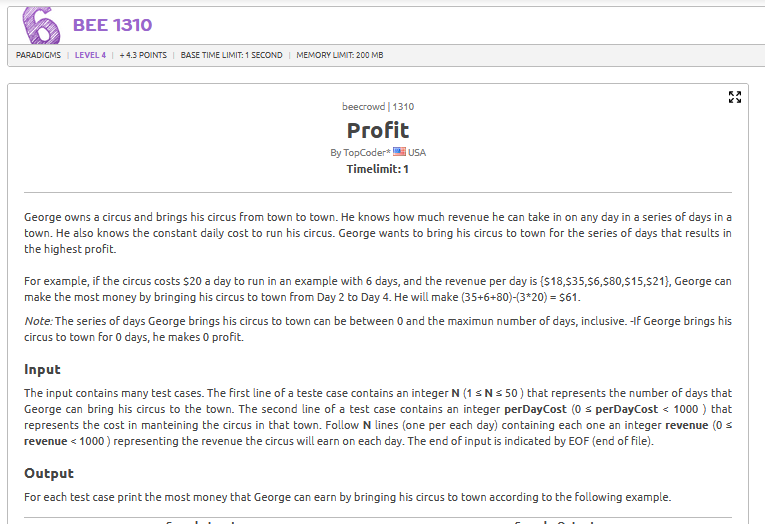 6
BEE 1310
PARADIGMS | LEVEL 4 | + 4.3 POINTS | BASE TIME LIMIT: 1 SECOND | MEMORY LIMIT: 200 MB
beecrowd | 1310
Profit
By TopCoder* USA
Timelimit: 1
George owns a circus and brings his circus from town to town. He knows how much revenue he can take in on any day in a series of days in a
town. He also knows the constant daily cost to run his circus. George wants to bring his circus to town for the series of days that results in
the highest profit.
For example, if the circus costs $20 a day to run in an example with 6 days, and the revenue per day is {$18,$35,$6,$80,$15,$21}, George can
make the most money by bringing his circus to town from Day 2 to Day 4. He will make (35+6+80)-(3*20) = $61.
Note: The series of days George brings his circus to town can be between 0 and the maximun number of days, inclusive. -If George brings his
circus to town for 0 days, he makes 0 profit.
Input
The input contains many test cases. The first line of a teste case contains an integer N (1 ≤ N ≤ 50 ) that represents the number of days that
George can bring his circus to the town. The second line of a test case contains an integer perDayCost (0 ≤ perDayCost < 1000 ) that
represents the cost in manteining the circus in that town. Follow N lines (one per each day) containing each one an integer revenue (0 ≤
revenue < 1000 ) representing the revenue the circus will earn on each day. The end of input is indicated by EOF (end of file).
Output
For each test case print the most money that George can earn by bringing his circus to town according to the following example.